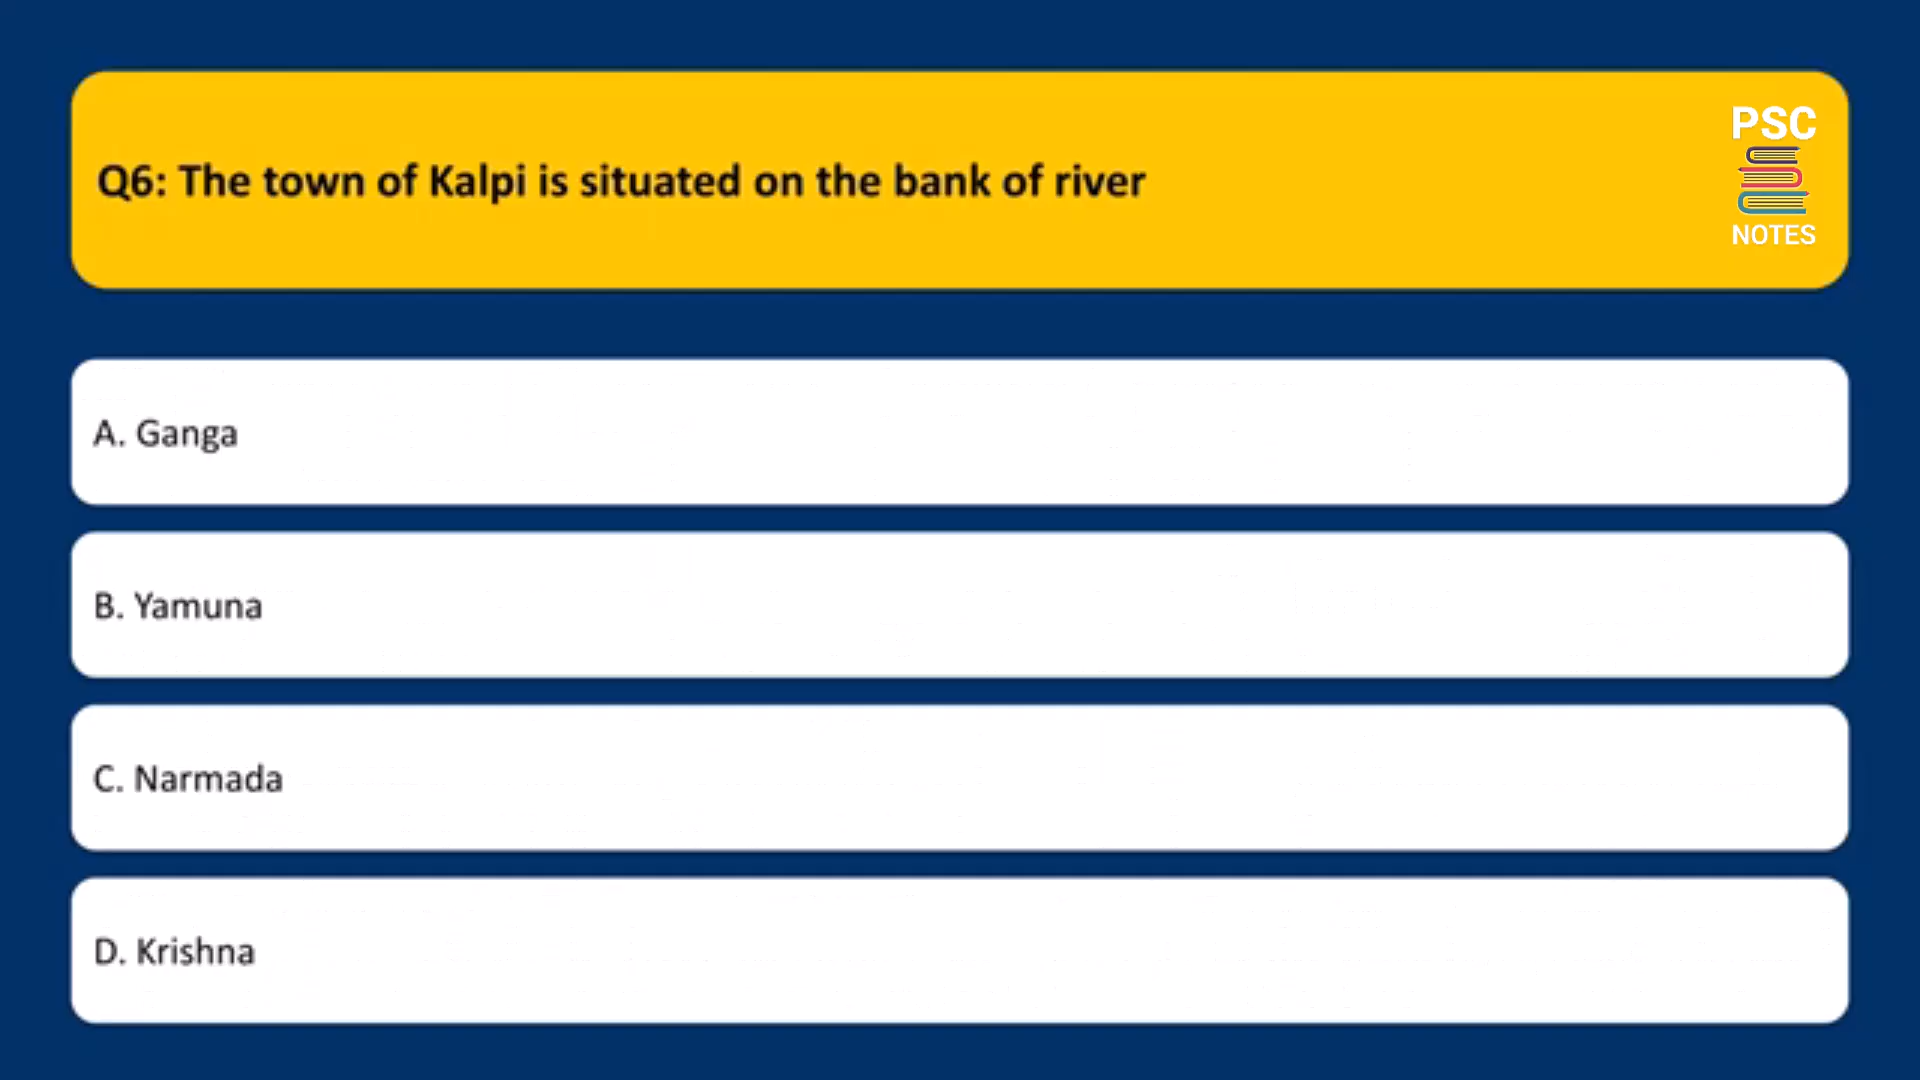 PSC
NOTES
Q6: The town of Kalpi is situated on the bank of river
A. Ganga
B. Yamuna
C. Narmada
D. Krishna